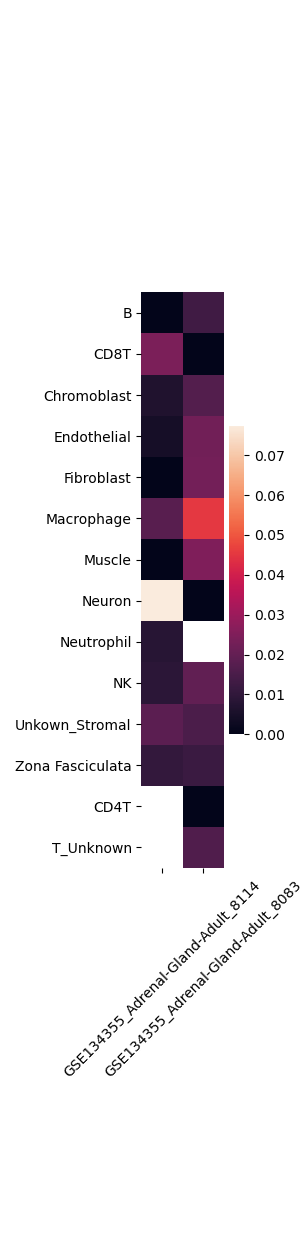 B
CD8T
Chromoblast
Endothelial
Fibroblast
Macrophage
Muscle
Neuron
Neutrophil
NK
Unkown_Stromal
Zona Fasciculata
CD4T
T_Unknown
0.07
0.06
0.05
0.04
0.03
0.02
0.01
0.00
GSE134355_Adrenal-Gland-Adult_8114
GSE134355_Adrenal-Gland-Adult_8083